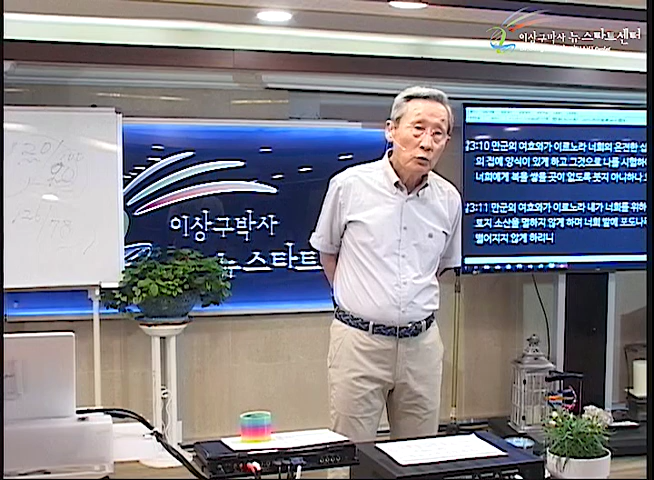 이상구박사 뉴스타트센터
3:10 만군의 여호와가 이르노라 너희의 온전한 십
의 집에 양식이 있게 하고 그것으로 나를 시험하
너희에게 복을 쌓을 곳이 없도록 붓지 아니하나
3:11 만군의 여호와가 이르노라 내가 너희를 위하
토지 소산을 멸하지 않게 하며 너희 밭에 포도나
떨어지지 않게 하리니
이상구박사
뉴스타트